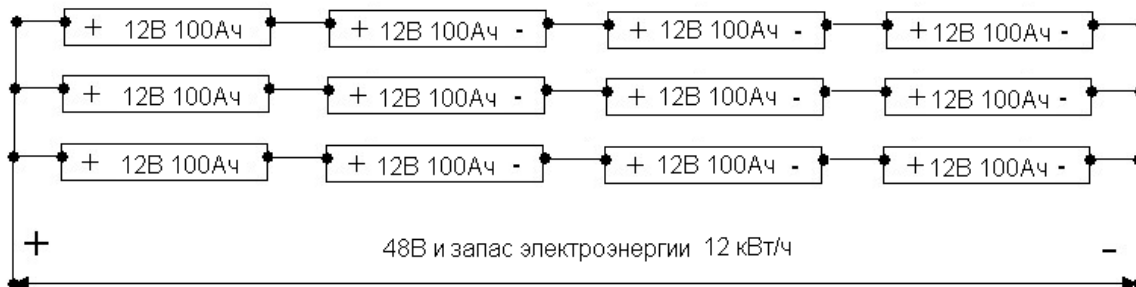 + 12В 100Ач + 12В 100Ач - + 12В 100Ач - + 12В 100Ач -
+ 12В 100Ач + 12В 100Ач - + 12В 100Ач - + 12В 100Ач -
+ 12В 100Ач + 12В 100Ач - + 12В 100Ач - + 12В 100Ач -
+ 48В и запас электроэнергии 12 кВт/ч -